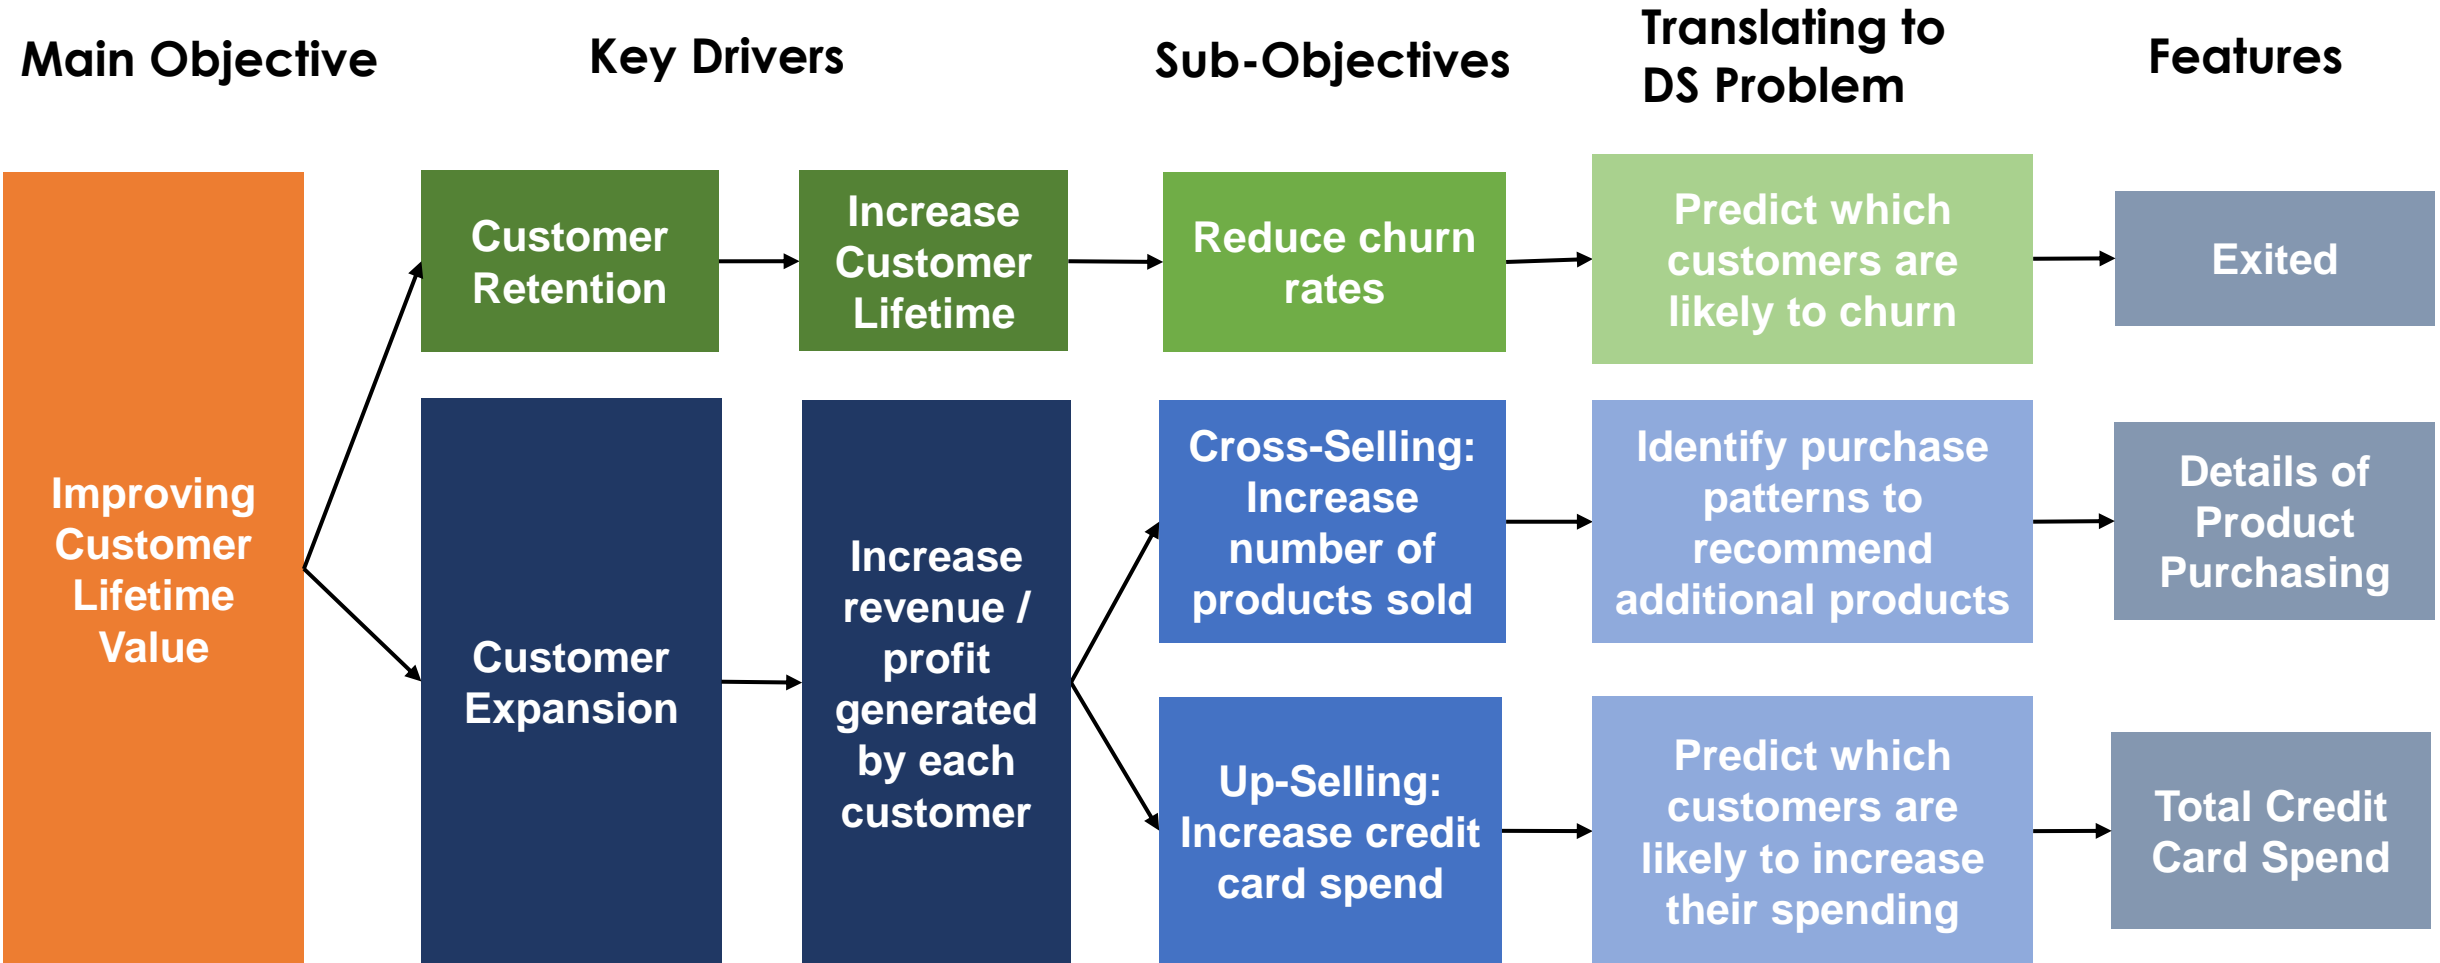 Main Objective
Key Drivers
Sub-Objectives
Translating to
DS Problem
Features
Improving
Customer
Lifetime
Value
Customer
Retention
Increase
Customer
Lifetime
Reduce churn
rates
Predict which
customers are
likely to churn
Exited
Customer
Expansion
Increase
revenue /
profit
generated
by each
customer
Cross-Selling:
Increase
number of
products sold
Identify purchase
patterns to
recommend
additional products
Details of
Product
Purchasing
Up-Selling:
Increase credit
card spend
Predict which
customers are
likely to increase
their spending
Total Credit
Card Spend